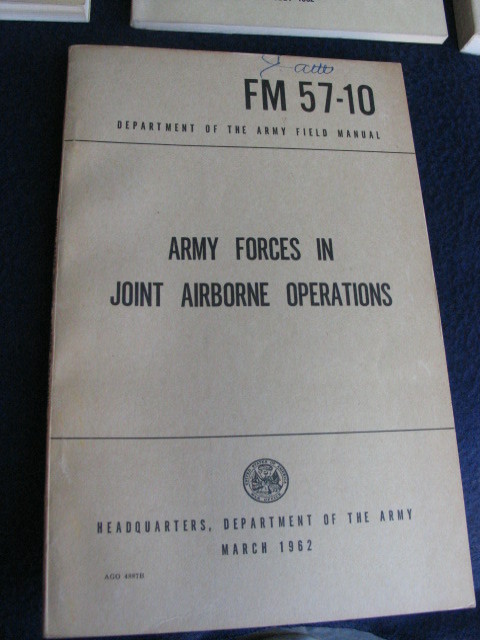 FM 57-10
DEPARTMENT OF THE ARMY FIELD MANUAL
ARMY FORCES IN
JOINT AIRBORNE OPERATIONS
HEADQUARTERS, DEPARTMENT OF THE ARMY
MARCH 1962